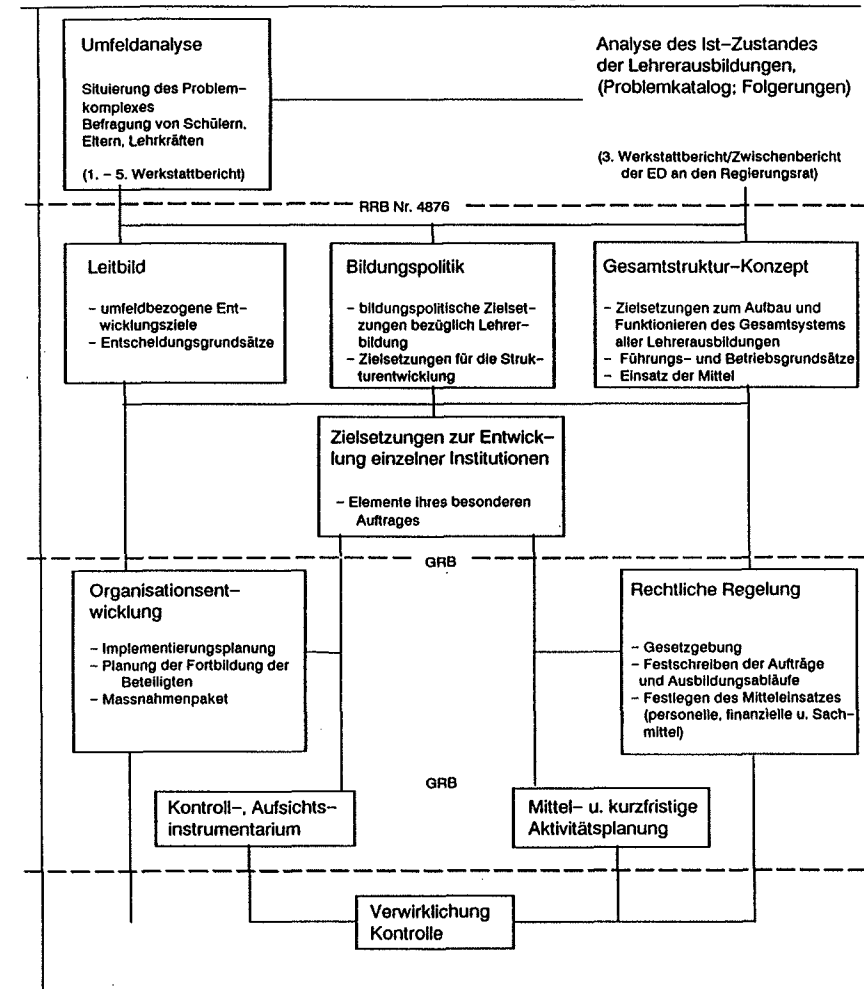 Umfeldanalyse
Situierung des Problem–
komplexes
Befragung von Schülern,
Eltern, Lehrkräften
(1. – 5. Werkstattbericht)
Analyse des Ist–Zustandes
der Lehrerausbildungen,
(Problemkatalog; Folgerungen)
(3. Werkstattbericht/Zwischenbericht
der ED an den Regierungsrat)
RRB Nr. 4876
Leitbild
– umfeldbezogene Ent–
wicklungsziele
– Entscheidungsgrundsätze
Bildungspolitik
– bildungspolitische Zielset–
zungen bezüglich Lehrer–
bildung
– Zielsetzungen für die Struk–
turentwicklung
Gesamtstruktur–Konzept
– Zielsetzungen zum Aufbau und
Funktionieren des Gesamtsystems
aller Lehrerausbildungen
– Führungs– und Betriebsgrundsätze
– Einsatz der Mittel
Zielsetzungen zur Entwick–
lung einzelner Institutionen
– Elemente ihres besonderen
Auftrages
GRB
Organisationsent–
wicklung
– Implementierungsplanung
– Planung der Fortbildung der
Beteiligten
– Massnahmenpaket
Rechtliche Regelung
– Gesetzgebung
– Festschreiben der Aufträge
und Ausbildungsabläufe
– Festlegen des Mitteleinsatzes
(personelle, finanzielle u. Sach–
mittel)
GRB
Kontroll–, Aufsichts–
instrumentarium
Mittel– u. kurzfristige
Aktivitätsplanung
Verwirklichung
Kontrolle